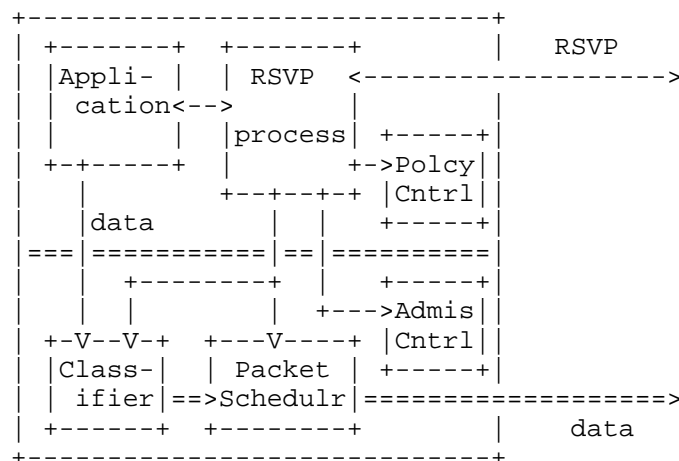 RSVP
Appli- RSVP
cation
process
Polcy
Cntrl
data
Admis
Cntrl
Class- Packet
ifier Schedulr
data